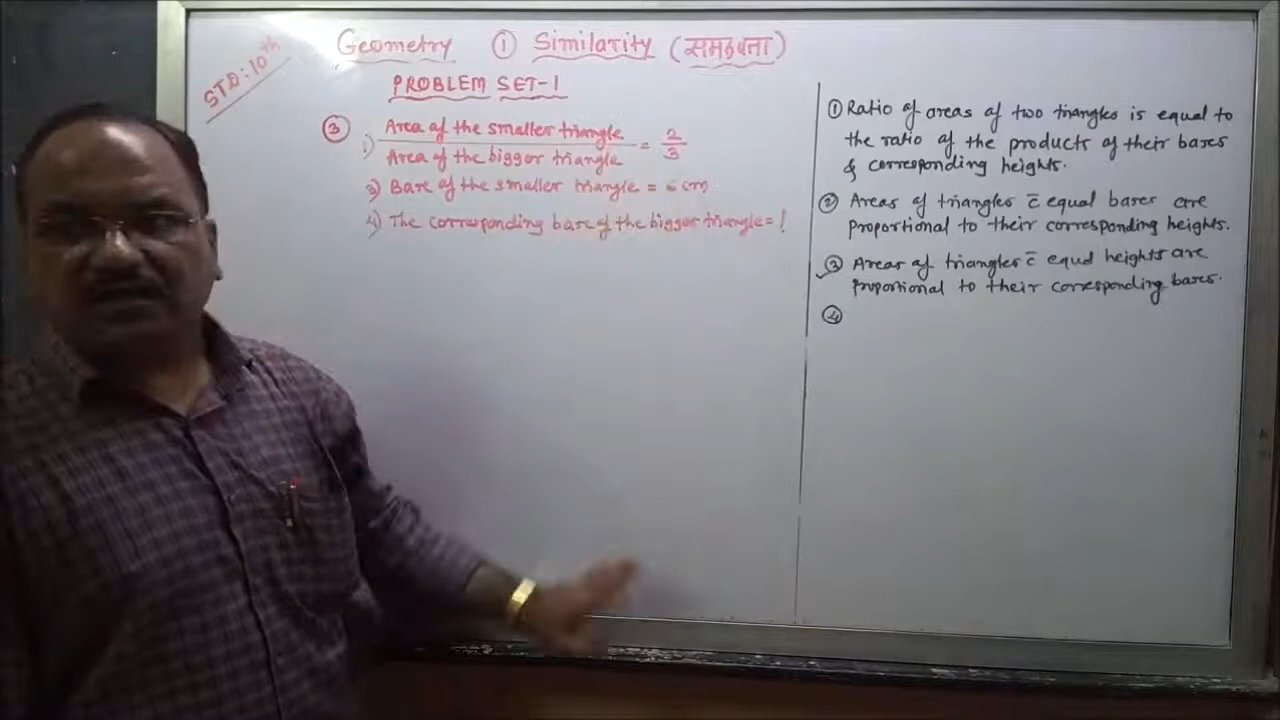 STD: 10th
Geometry ① Similarity (समरूपता)
PROBLEM SET-1
③ i) Area of the smaller triangle / Area of the bigger triangle = 2/3
3) Base of the smaller triangle = 6 cm
4) The corresponding base of the bigger triangle = ?
① Ratio of areas of two triangles is equal to
the ratio of the products of their bases
& corresponding heights.
② Areas of triangles c̄ equal bases are
proportional to their corresponding heights.
③ Areas of triangles c̄ equal heights are
proportional to their corresponding bases.
④